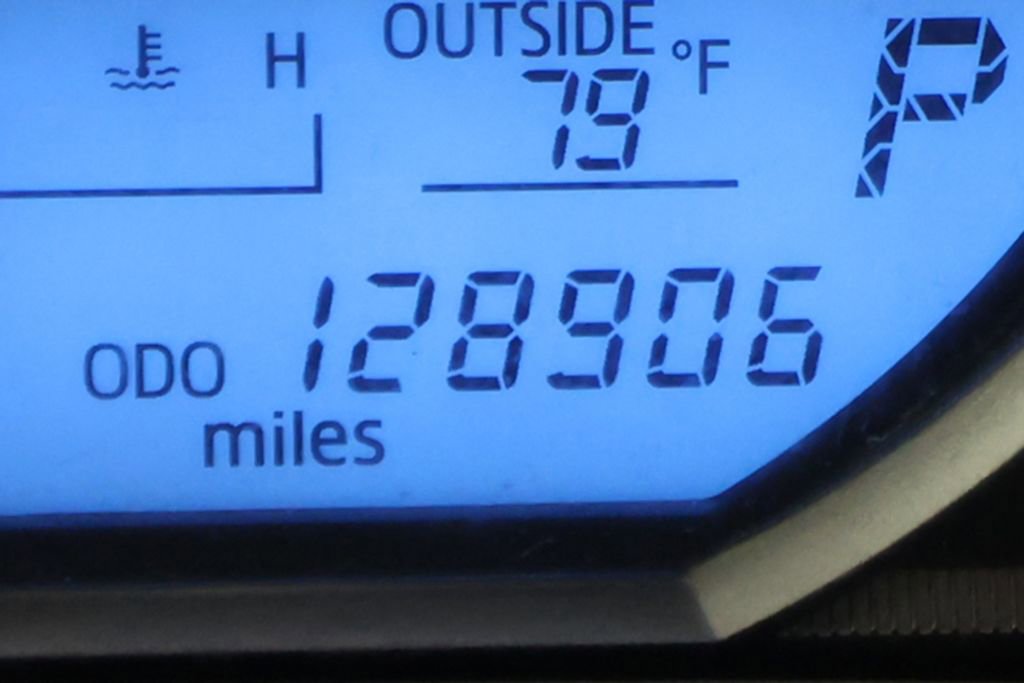 H
OUTSIDE
79 °F
P
ODO 128906
miles